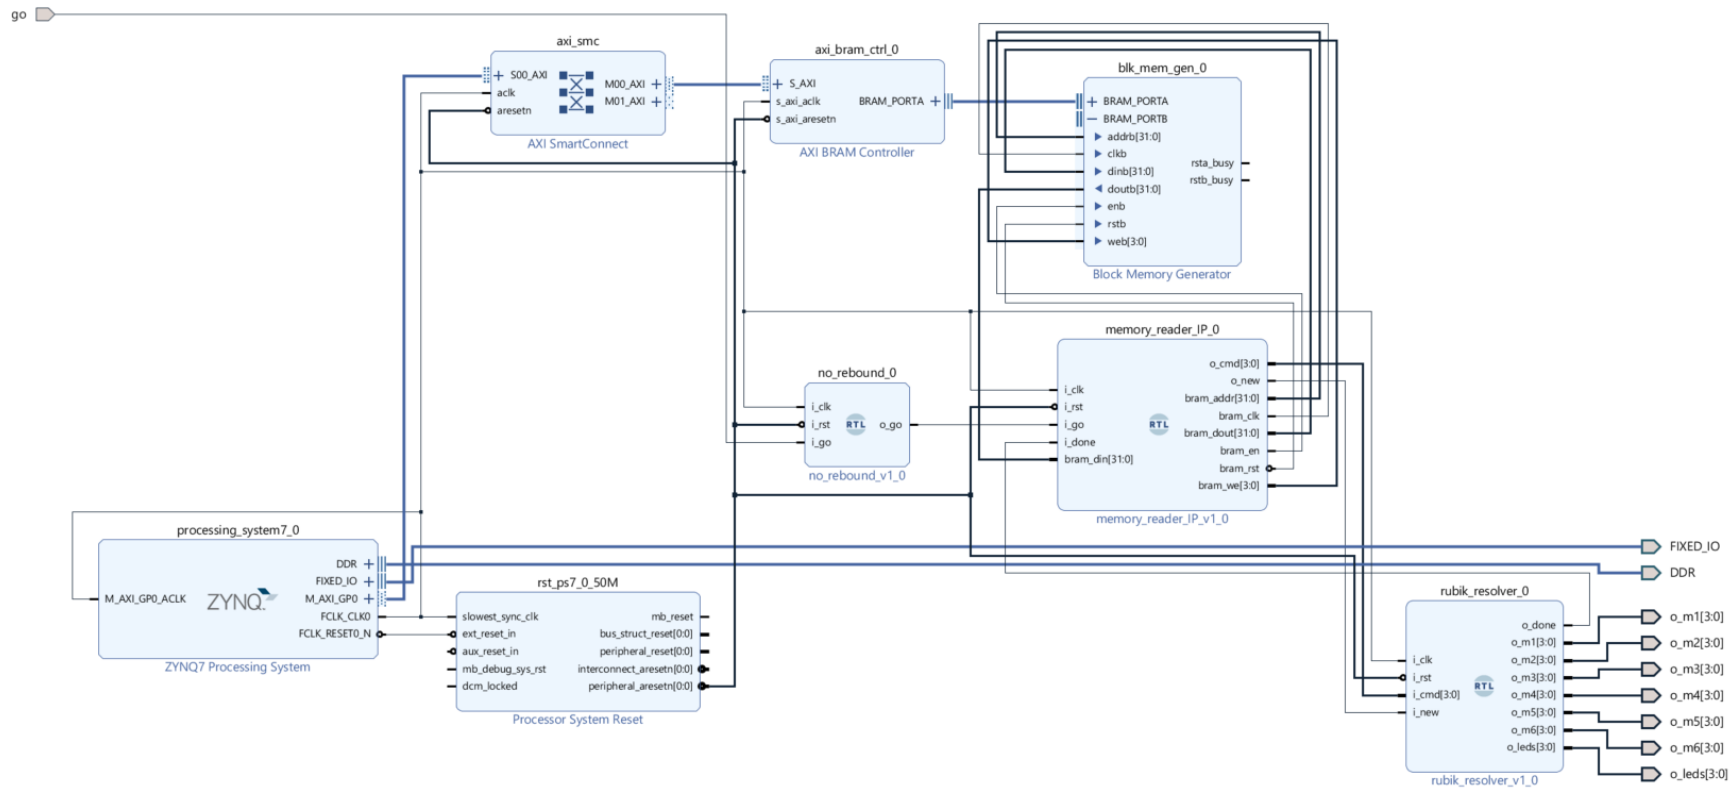 go
axi_smc
S00_AXI
aclk
aresetn
M00_AXI
M01_AXI
AXI SmartConnect
axi_bram_ctrl_0
S_AXI
s_axi_aclk
s_axi_aresetn
BRAM_PORTA
AXI BRAM Controller
blk_mem_gen_0
BRAM_PORTA
BRAM_PORTB
addrb[31:0]
clkb
dinb[31:0]
doutb[31:0]
enb
rstb
web[3:0]
rsta_busy
rstb_busy
Block Memory Generator
no_rebound_0
i_clk
i_rst
i_go
RTL
o_go
no_rebound_v1_0
memory_reader_IP_0
i_clk
i_rst
i_go
i_done
bram_din[31:0]
RTL
o_cmd[3:0]
o_new
bram_addr[31:0]
bram_clk
bram_dout[31:0]
bram_en
bram_rst
bram_we[3:0]
memory_reader_IP_v1_0
processing_system7_0
M_AXI_GP0_ACLK
ZYNQ
DDR
FIXED_IO
M_AXI_GP0
FCLK_CLK0
FCLK_RESET0_N
ZYNQ7 Processing System
rst_ps7_0_50M
slowest_sync_clk
ext_reset_in
aux_reset_in
mb_debug_sys_rst
dcm_locked
mb_reset
bus_struct_reset[0:0]
peripheral_reset[0:0]
interconnect_aresetn[0:0]
peripheral_aresetn[0:0]
Processor System Reset
rubik_resolver_0
i_clk
i_rst
i_cmd[3:0]
i_new
RTL
o_done
o_m1[3:0]
o_m2[3:0]
o_m3[3:0]
o_m4[3:0]
o_m5[3:0]
o_m6[3:0]
o_leds[3:0]
rubik_resolver_v1_0
FIXED_IO
DDR
o_m1[3:0]
o_m2[3:0]
o_m3[3:0]
o_m4[3:0]
o_m5[3:0]
o_m6[3:0]
o_leds[3:0]